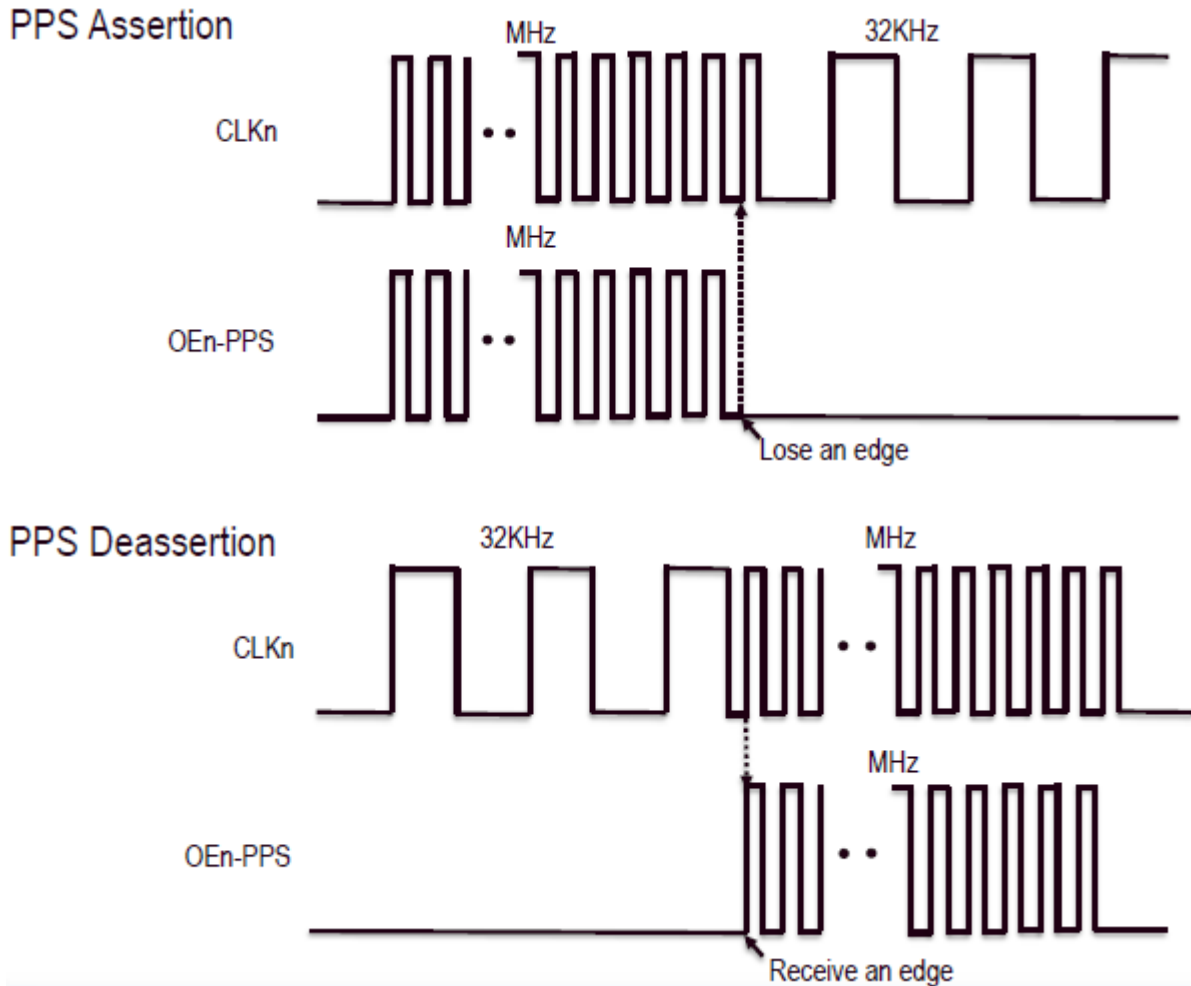 PPS Assertion
MHz
32KHz
CLKn
MHz
OEn-PPS
Lose an edge
PPS Deassertion
32KHz
MHz
CLKn
MHz
OEn-PPS
Receive an edge